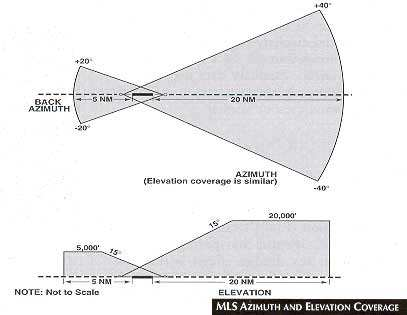 +40°
+20°
5 NM
20 NM
BACK
AZIMUTH
-20°
AZIMUTH
(Elevation coverage is similar)
-40°
20,000'
15°
5,000'
15°
5 NM
20 NM
NOTE: Not to Scale
ELEVATION
MLS AZIMUTH AND ELEVATION COVERAGE